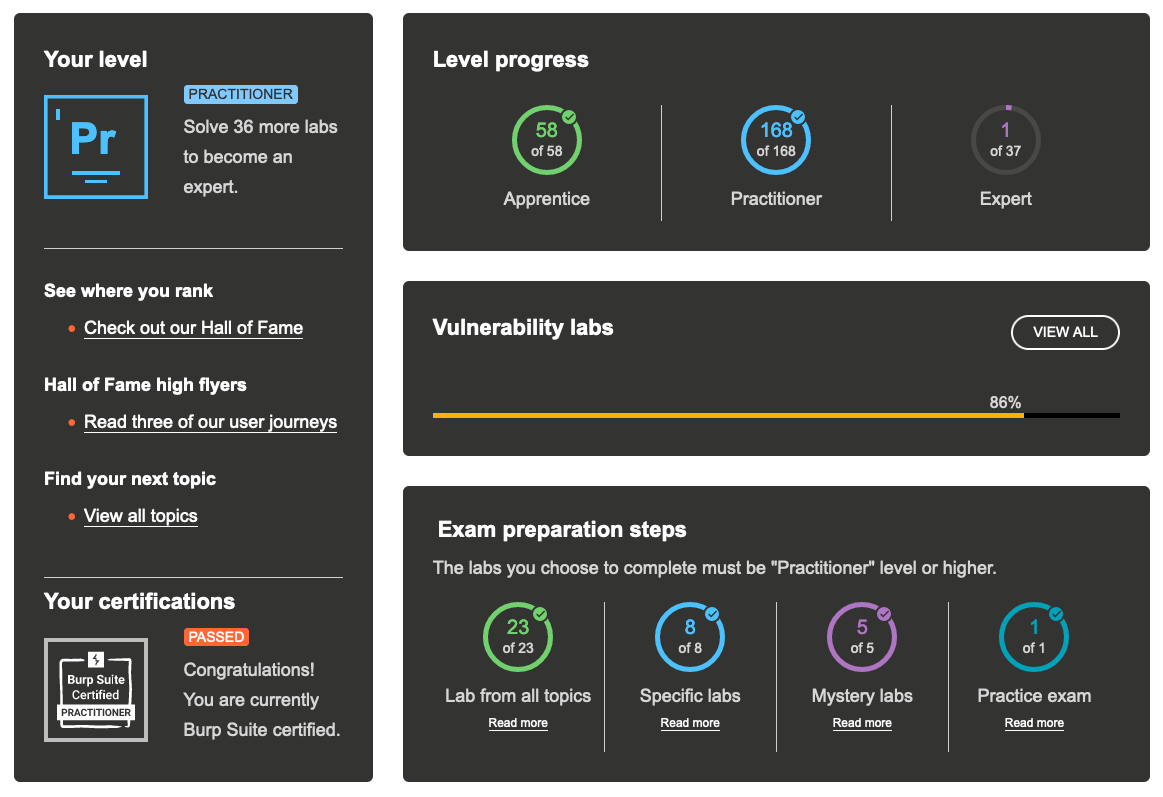 Your level
Pr
PRACTITIONER
Solve 36 more labs
to become an
expert.
See where you rank
Check out our Hall of Fame
Hall of Fame high flyers
Read three of our user journeys
Find your next topic
View all topics
Your certifications
Burp Suite
Certified
PRACTITIONER
PASSED
Congratulations!
You are currently
Burp Suite certified.
Level progress
58
of 58
Apprentice
168
of 168
Practitioner
1
of 37
Expert
Vulnerability labs
VIEW ALL
86%
Exam preparation steps
The labs you choose to complete must be "Practitioner" level or higher.
23
of 23
Lab from all topics
Read more
8
of 8
Specific labs
Read more
5
of 5
Mystery labs
Read more
1
of 1
Practice exam
Read more